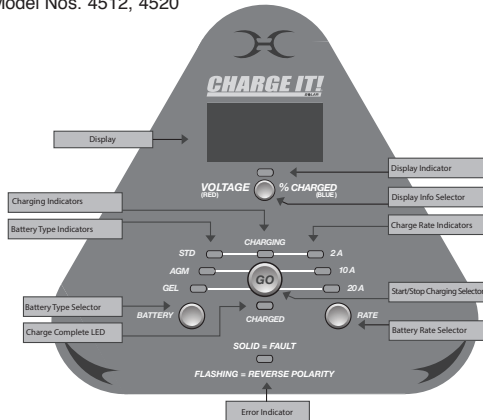 Model Nos. 4512, 4520
CHARGE IT!
SOLAR
Display
Display Indicator
VOLTAGE
(RED)
% CHARGED
(BLUE)
Display Info Selector
Charging Indicators
Charge Rate Indicators
Battery Type Indicators
CHARGING
STD
2 A
AGM
10 A
GO
GEL
20 A
Start/Stop Charging Selector
Battery Type Selector
BATTERY
RATE
CHARGED
Charge Complete LED
Battery Rate Selector
SOLID = FAULT
FLASHING = REVERSE POLARITY
Error Indicator